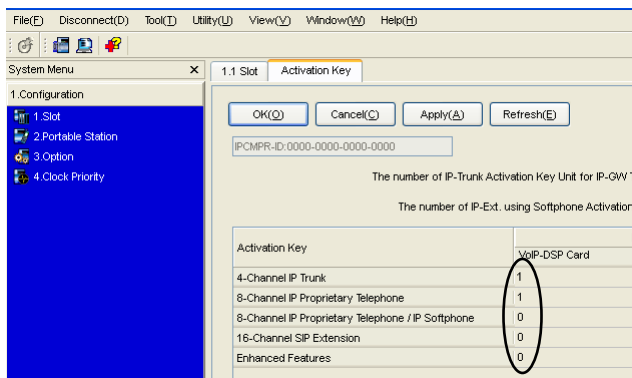 File(F) Disconnect(D) Tool(T) Utility(U) View(V) Window(W) Help(H)
System Menu X 1.1 Slot Activation Key
1.Configuration
1.Slot
2.Portable Station
3.Option
4.Clock Priority
OK(O) Cancel(C) Apply(A) Refresh(E)
IPCMPR-ID:0000-0000-0000-0000
The number of IP-Trunk Activation Key Unit for IP-GW
The number of IP-Ext. using Softphone Activation
Activation Key
VoIP-DSP Card
4-Channel IP Trunk 1
8-Channel IP Proprietary Telephone 1
8-Channel IP Proprietary Telephone / IP Softphone 0
16-Channel SIP Extension 0
Enhanced Features 0